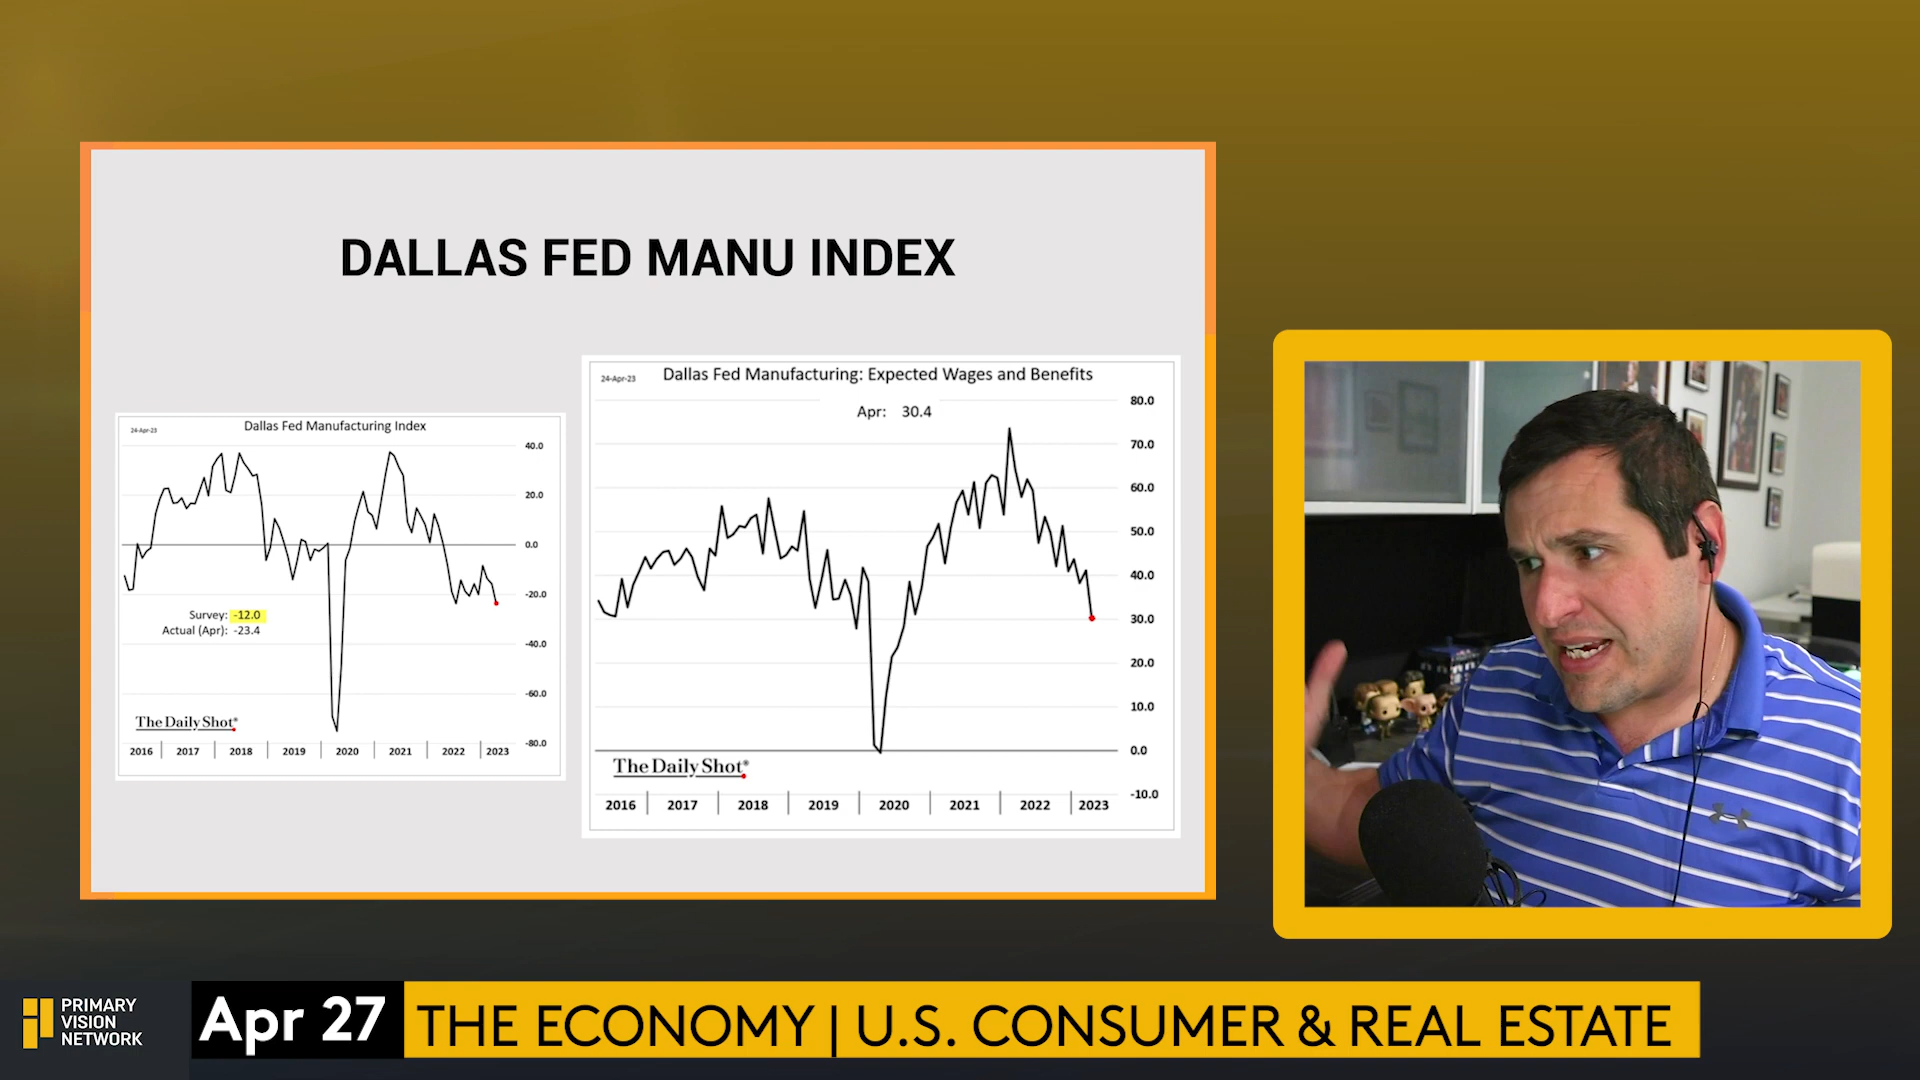 DALLAS FED MANU INDEX
24-Apr-23
Dallas Fed Manufacturing Index
40.0
20.0
0.0
-20.0
-40.0
-60.0
-80.0
Survey: -12.0
Actual (Apr): -23.4
The Daily Shot®
2016 2017 2018 2019 2020 2021 2022 2023
24-Apr-23
Dallas Fed Manufacturing: Expected Wages and Benefits
Apr: 30.4
80.0
70.0
60.0
50.0
40.0
30.0
20.0
10.0
0.0
-10.0
The Daily Shot®
2016 2017 2018 2019 2020 2021 2022 2023
PRIMARY
VISION
NETWORK
Apr 27
THE ECONOMY | U.S. CONSUMER & REAL ESTATE